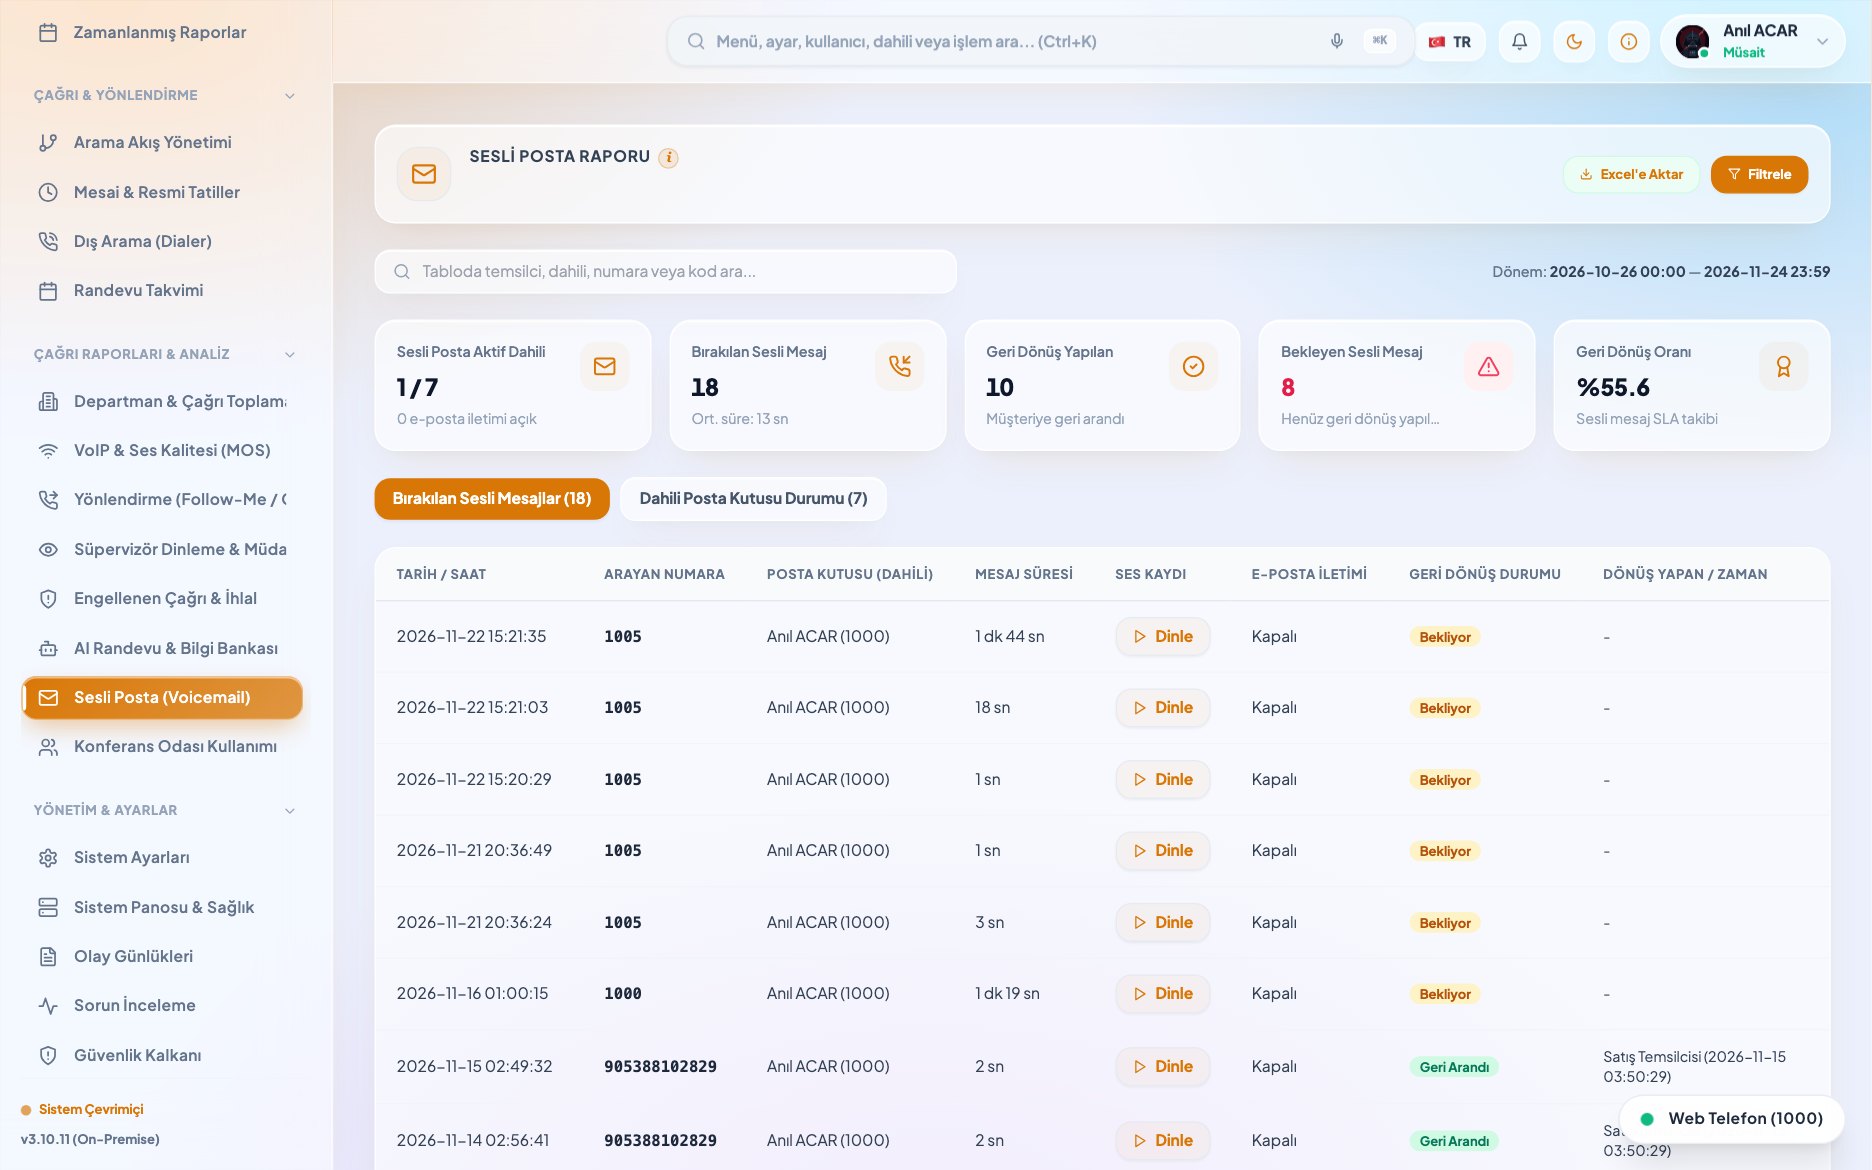 Zamanlanmış Raporlar
ÇAĞRI & YÖNLENDİRME
Arama Akış Yönetimi
Mesai & Resmi Tatiller
Dış Arama (Dialer)
Randevu Takvimi
ÇAĞRI RAPORLARI & ANALİZ
Departman & Çağrı Toplama
VoIP & Ses Kalitesi (MOS)
Yönlendirme (Follow-Me /
Süpervizör Dinleme & Müda
Engellenen Çağrı & İhlal
AI Randevu & Bilgi Bankası
Sesli Posta (Voicemail)
Konferans Odası Kullanımı
YÖNETİM & AYARLAR
Sistem Ayarları
Sistem Panosu & Sağlık
Olay Günlükleri
Sorun İnceleme
Güvenlik Kalkanı
Sistem Çevrimiçi
v3.10.11 (On-Premise)
Menü, ayar, kullanıcı, dahili veya işlem ara... (Ctrl+K)
⌘K
TR
Anıl ACAR
Müsait
SESLİ POSTA RAPORU i
Excel'e Aktar
Filtrele
Tabloda temsilci, dahili, numara veya kod ara...
Dönem: 2026-10-26 00:00 — 2026-11-24 23:59
Sesli Posta Aktif Dahili
1 / 7
0 e-posta iletimi açık
Bırakılan Sesli Mesaj
18
Ort. süre: 13 sn
Geri Dönüş Yapılan
10
Müşteriye geri arandı
Bekleyen Sesli Mesaj
8
Henüz geri dönüş yapıl...
Geri Dönüş Oranı
%55.6
Sesli mesaj SLA takibi
Bırakılan Sesli Mesajlar (18)
Dahili Posta Kutusu Durumu (7)
TARİH / SAAT ARAYAN NUMARA POSTA KUTUSU (DAHİLİ) MESAJ SÜRESİ SES KAYDI E-POSTA İLETİMİ GERİ DÖNÜŞ DURUMU DÖNÜŞ YAPAN / ZAMAN
2026-11-22 15:21:35 1005 Anıl ACAR (1000) 1 dk 44 sn Dinle Kapalı Bekliyor -
2026-11-22 15:21:03 1005 Anıl ACAR (1000) 18 sn Dinle Kapalı Bekliyor -
2026-11-22 15:20:29 1005 Anıl ACAR (1000) 1 sn Dinle Kapalı Bekliyor -
2026-11-21 20:36:49 1005 Anıl ACAR (1000) 1 sn Dinle Kapalı Bekliyor -
2026-11-21 20:36:24 1005 Anıl ACAR (1000) 3 sn Dinle Kapalı Bekliyor -
2026-11-16 01:00:15 1000 Anıl ACAR (1000) 1 dk 19 sn Dinle Kapalı Bekliyor -
2026-11-15 02:49:32 905388102829 Anıl ACAR (1000) 2 sn Dinle Kapalı Geri Arandı Satış Temsilcisi (2026-11-15
03:50:29)
2026-11-14 02:56:41 905388102829 Anıl ACAR (1000) 2 sn Dinle Kapalı Geri Arandı
03:50:29)
Web Telefon (1000)